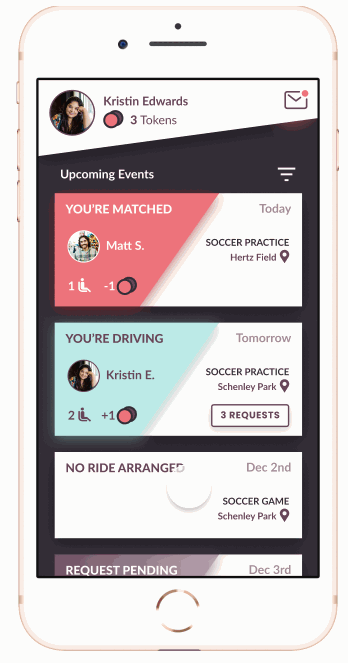 Kristin Edwards
3 Tokens
Upcoming Events
YOU'RE MATCHED
Today
Matt S.
SOCCER PRACTICE
Hertz Field
1
-1
YOU'RE DRIVING
Tomorrow
Kristin E.
SOCCER PRACTICE
Schenley Park
2
+1
3 REQUESTS
NO RIDE ARRANGED
Dec 2nd
SOCCER GAME
Schenley Park
REQUEST PENDING
Dec 3rd